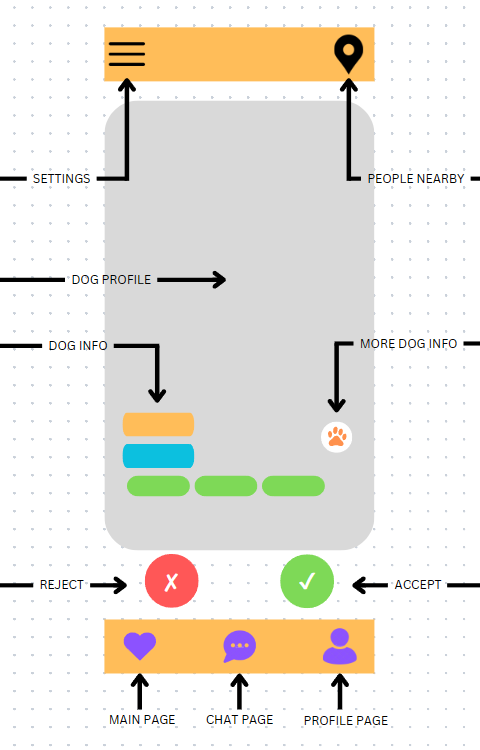 SETTINGS
PEOPLE NEARBY
DOG PROFILE
DOG INFO
MORE DOG INFO
REJECT
ACCEPT
MAIN PAGE
CHAT PAGE
PROFILE PAGE